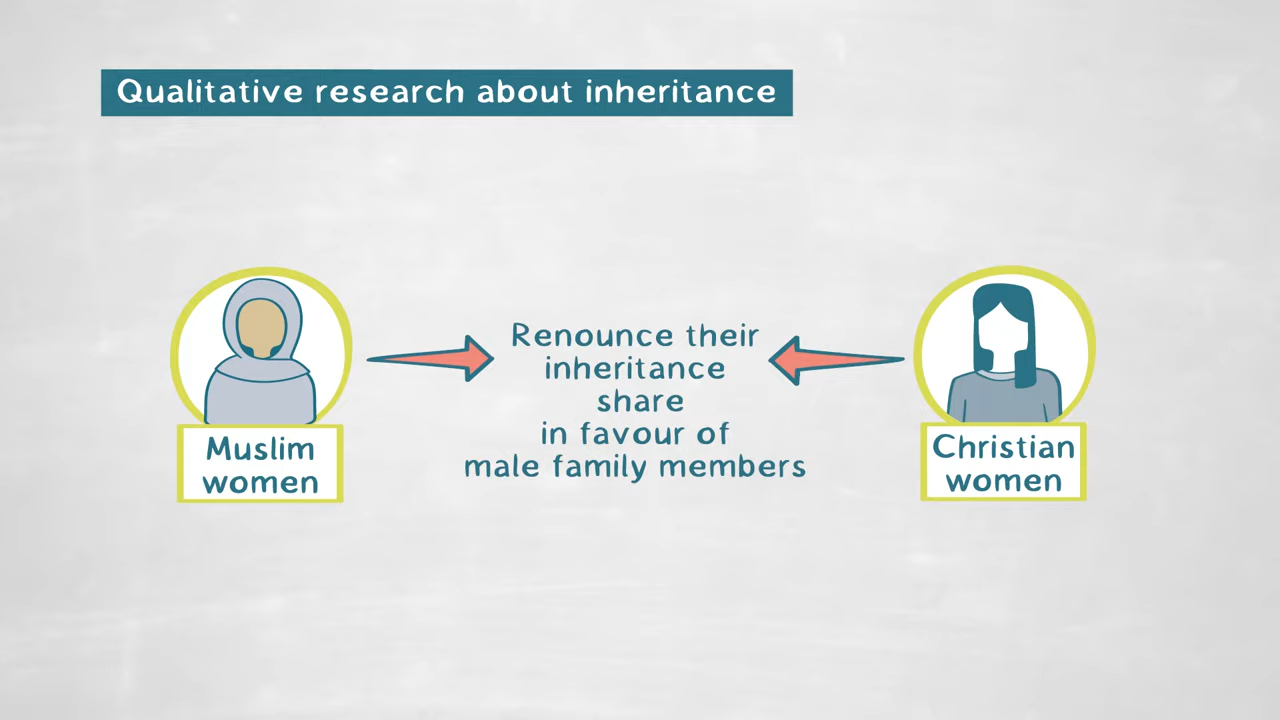 Qualitative research about inheritance
Muslim
women
Renounce their
inheritance
share
in favour of
male family members
Christian
women